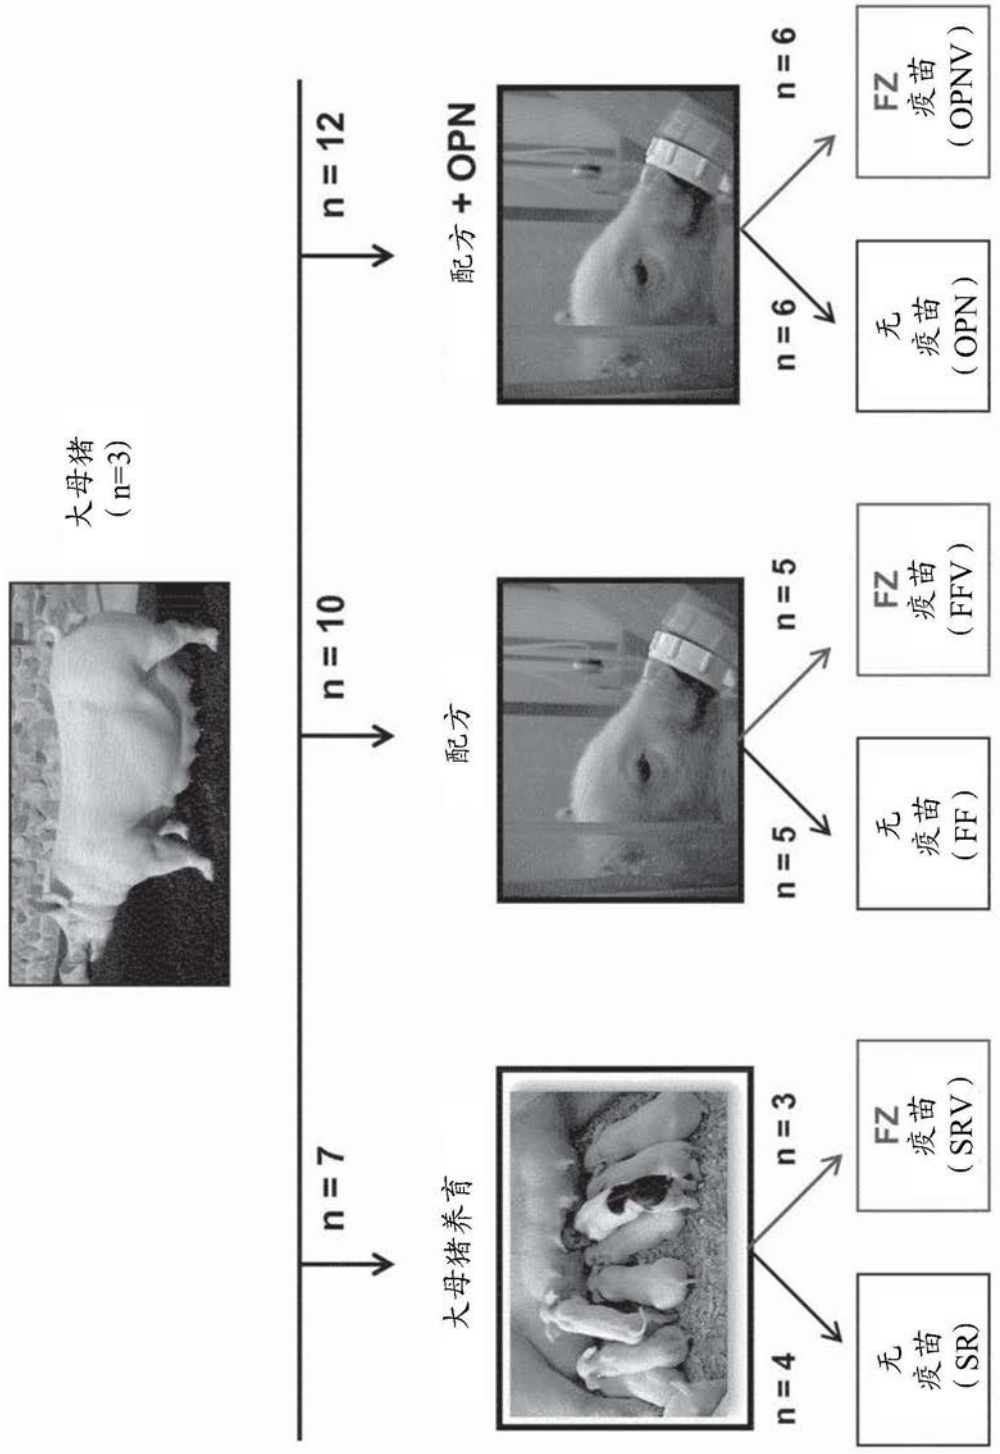 大母猪
(n=3)
n = 7
n = 10
n = 12
大母猪养育
配方
配方 + OPN
n = 4
n = 3
n = 5
n = 5
n = 6
n = 6
无
疫苗
(SR)
FZ
疫苗
(SRV)
无
疫苗
(FF)
FZ
疫苗
(FFV)
无
疫苗
(OPN)
FZ
疫苗
(OPNV)